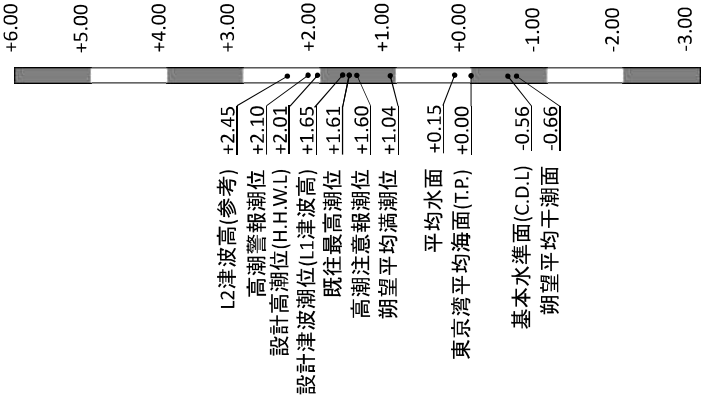 +6.00
+5.00
+4.00
+3.00
+2.00
+1.00
+0.00
-1.00
-2.00
-3.00
L2津波高(参考) +2.45
高潮警報潮位 +2.10
設計高潮位(H.H.W.L) +2.01
設計津波潮位(L1津波高) +1.65
既往最高潮位 +1.61
高潮注意報潮位 +1.60
朔望平均満潮位 +1.04
平均水面 +0.15
東京湾平均海面(T.P.) +0.00
基本水準面(C.D.L) -0.56
朔望平均干潮面 -0.66